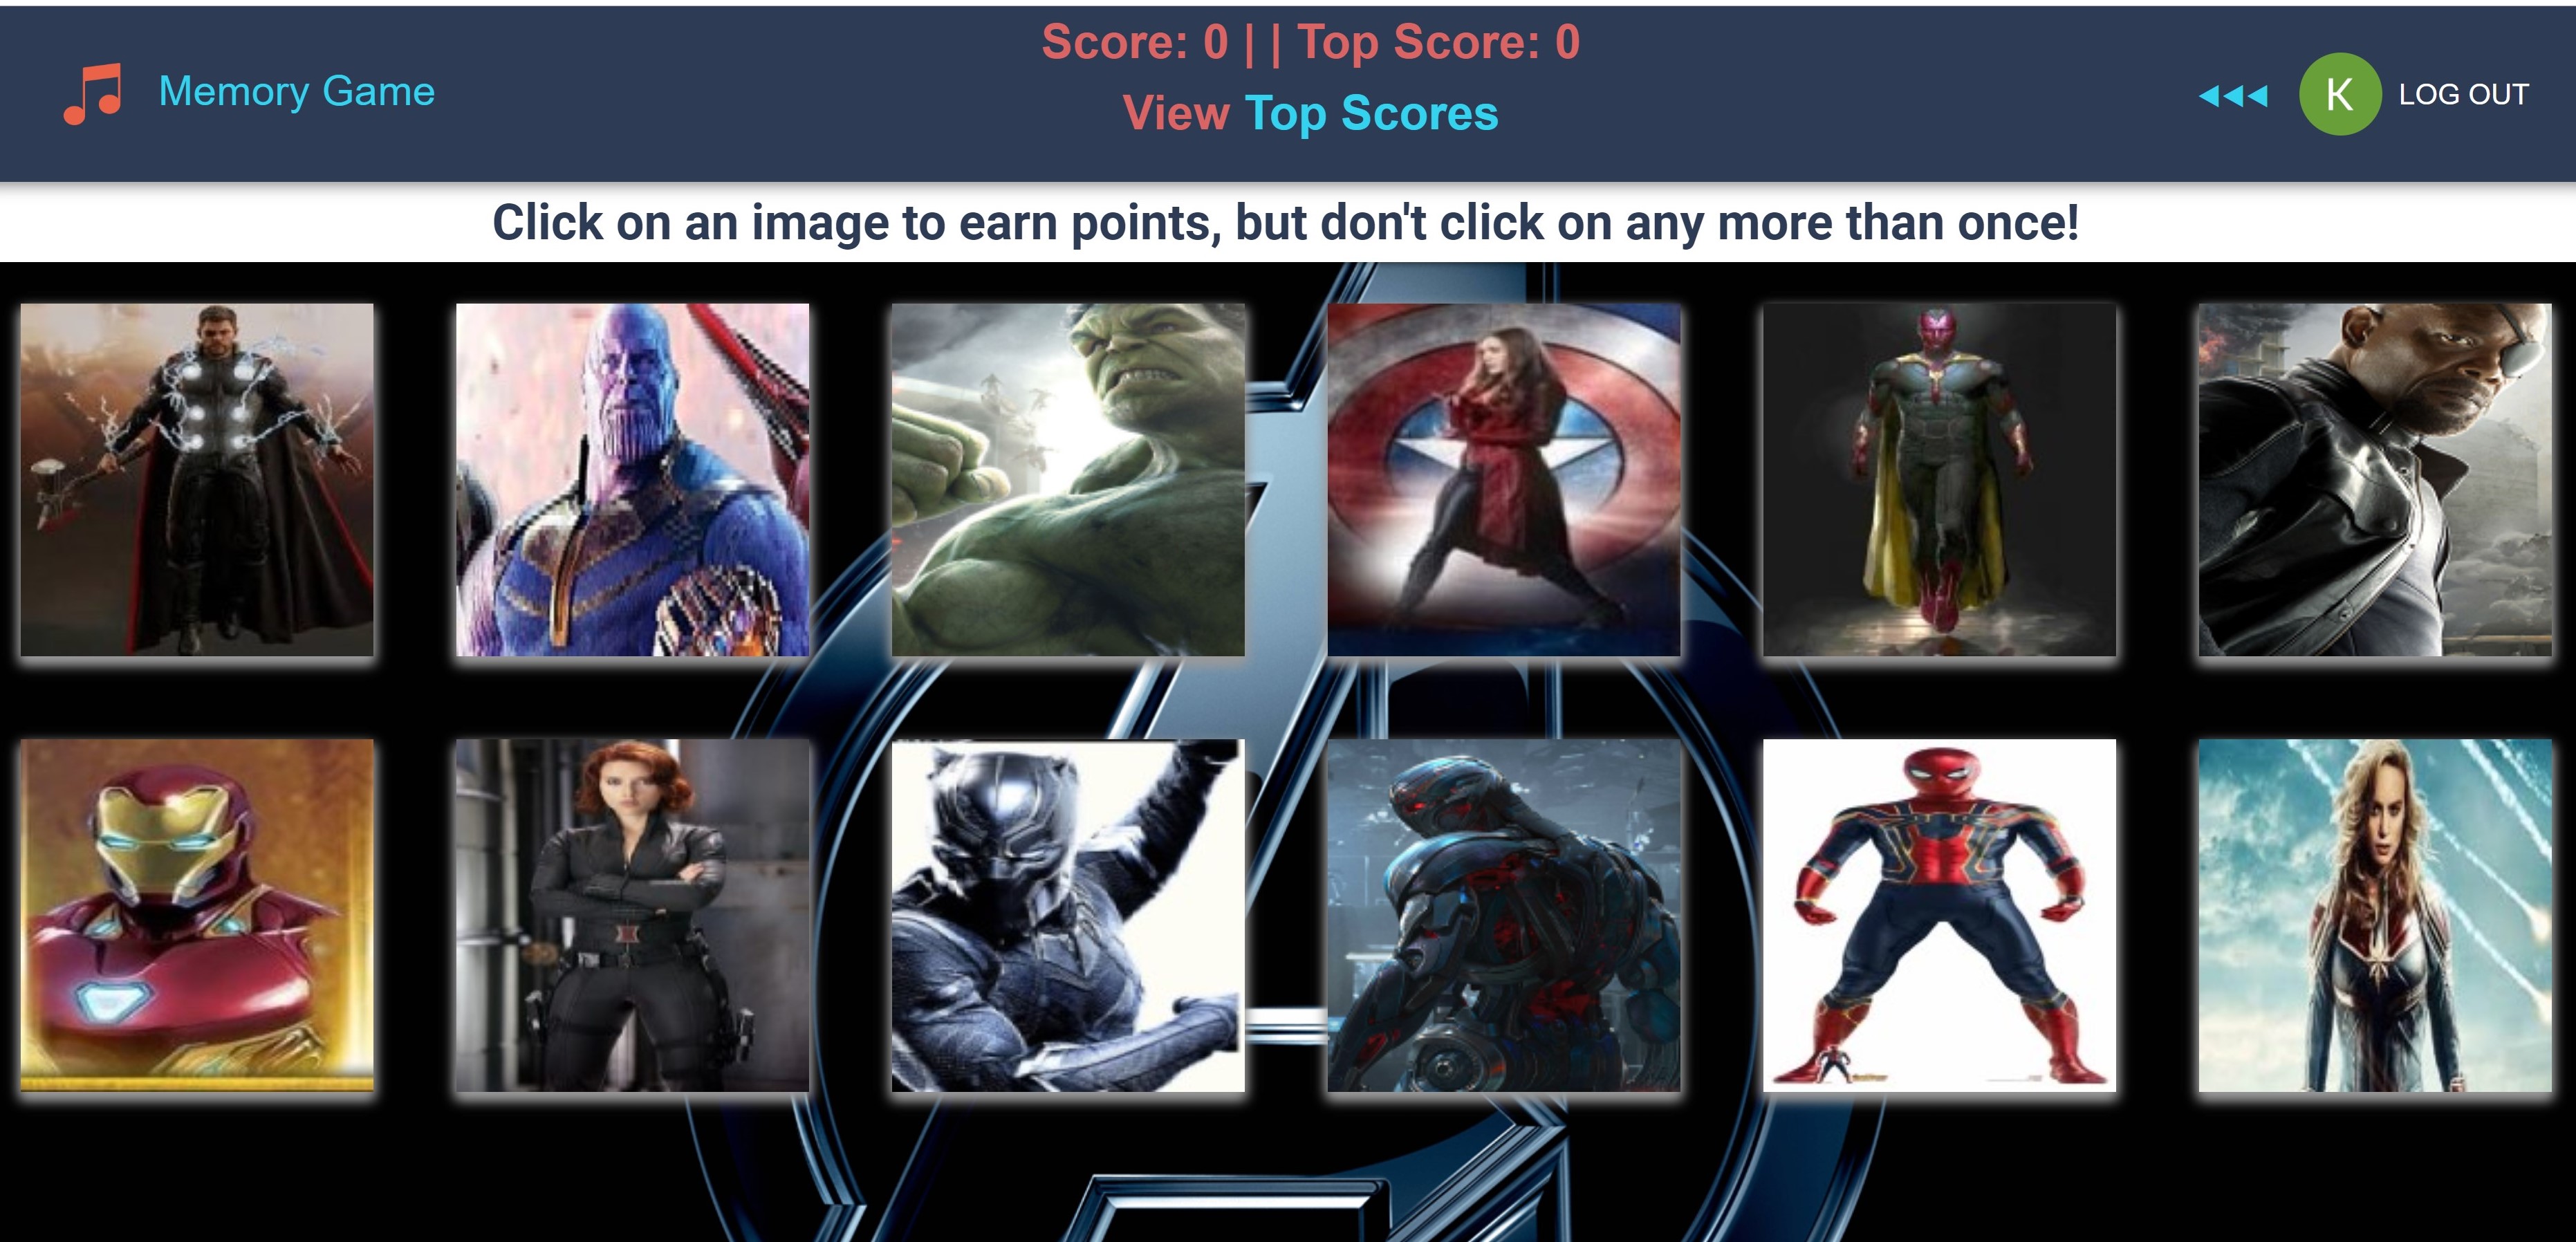 Score: 0 | | Top Score: 0
Memory Game
View Top Scores
K
LOG OUT
Click on an image to earn points, but don't click on any more than once!